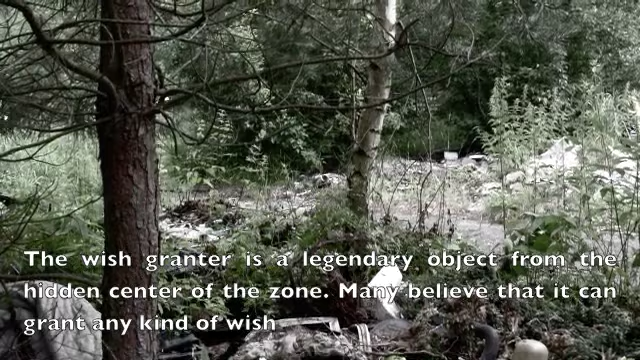 The wish granter is a legendary object from the
hidden center of the zone. Many believe that it can
grant any kind of wish